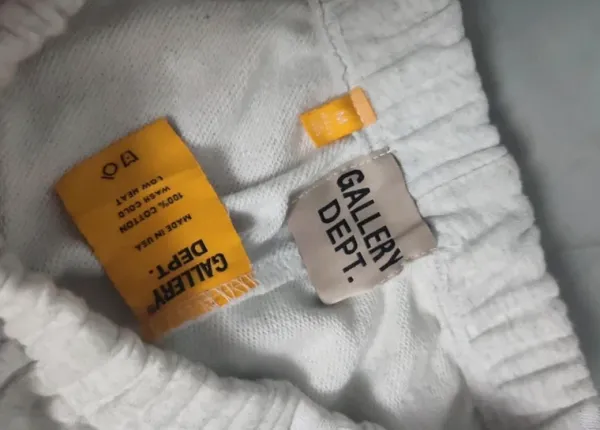 GALLERY
DEPT.
GALLERY
DEPT.
MADE IN USA
100% COTTON
WASH COLD
LOW HEAT